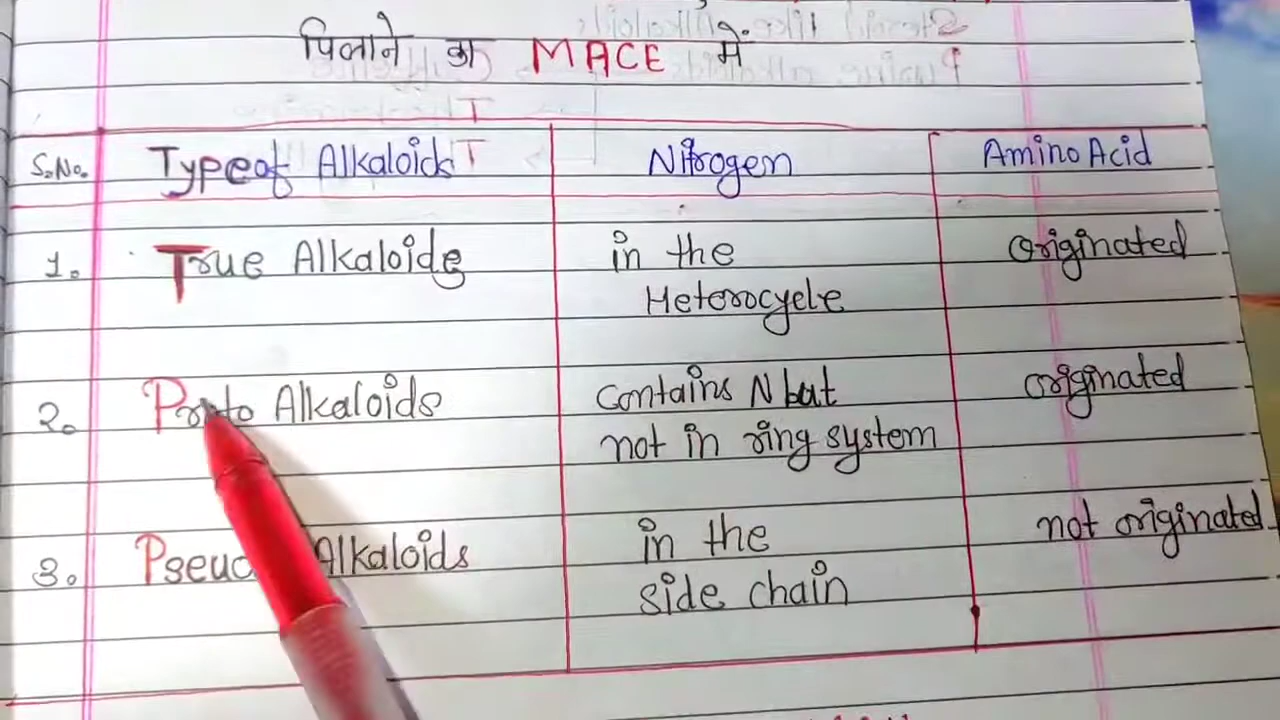 पिलाने का MACE में
S.No. Type of Alkaloids Nitrogen Amino Acid
1. True Alkaloids in the Originated
Heterocycle
2. Proto Alkaloids Contains N but originated
not in ring system
3. Pseud Alkaloids in the not originated
side chain